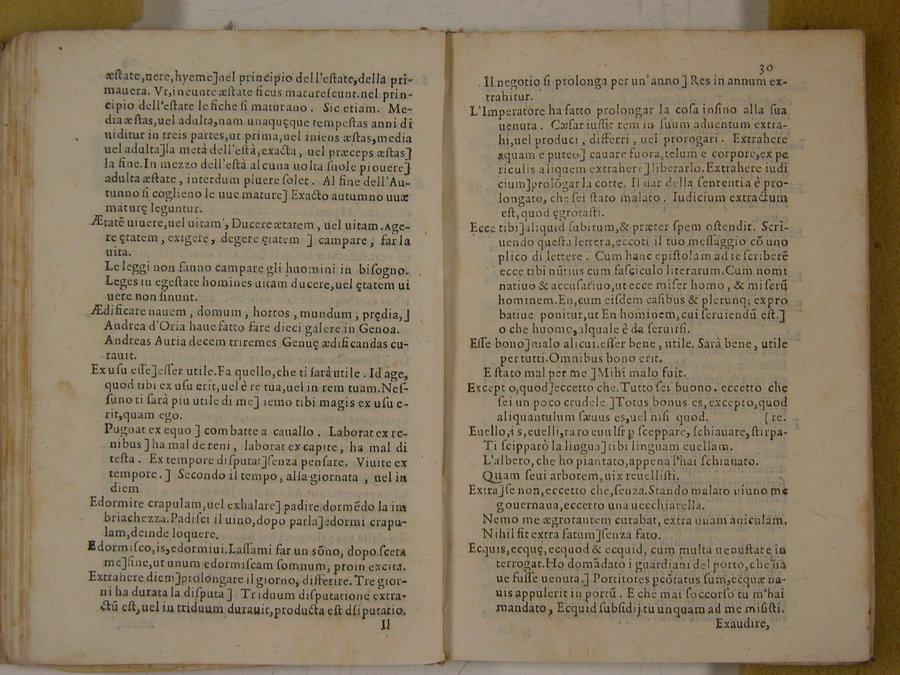 æſtate,uere,hyeme]nel principio dell'eſtate,della pri-
mauera. Vt,ineunte æſtate ficus matureſcunt.nel prin-
cipio dell'eſtate le fiche ſi maturano. Sic etiam. Me-
dia æſtas,uel adulta,nam unaquęque tempeſtas anni di
uiditur in treis partes,ut prima,uel iniens æſtas,media
uel adulta]la metà dell'eſtà,exacta, uel præceps æſtas]
la fine.In mezzo dell'eſtà alcuna uolta ſuole piouere]
adulta æſtate, interdum pluere ſolet. Al fine dell'Au-
tunno ſi coglieno le uue mature] Exacto autumno uuæ
maturę leguntur.
Ætatē uiuere,uel uitam, Ducere ætatem, uel uitam.Age-
re ętatem, exigere, degere ętatem ] campare, far la
uita.
Le leggi non fanno campare gli huomini in biſogno.
Leges in egeſtate homines uitam ducere,uel ętatem ui
uere non ſinunt.
Ædificare nauem, domum, hortos, mundum, prędia,]
Andrea d'Oria haue fatto fare dieci galere in Genoa.
Andreas Auria decem triremes Genuę ædificandas cu-
rauit.
Ex uſu eſſe]eſſer utile.Fa quello,che ti ſarà utile. Id age,
quod tibi ex uſu erit,uel è re tua,uel in rem tuam.Neſ-
ſuno ti ſarà piu utile di me] nemo tibi magis ex uſu e-
rit,quam ego.
Pugnat ex equo ] combatte a cauallo. Laborat ex re-
nibus ] ha mal de reni, laborat ex capite, ha mal di
teſta. Ex tempore diſputat]ſenza penſare. Viuite ex
tempore.] Secondo il tempo, alla giornata, uel in
diem
Edormire crapulam,uel exhalare] padire dormēdo la im
briachezza.Padiſci il uino,dopo parla]edormi crapu-
lam,deinde loquere.
Edormiſco,is,edormiui.Laſſami far un sōno, dopo ſceta
me]ſine,ut unum edormiſcam ſomnum, proin excita.
Extrahere diem]prolongare il giorno, differire. Tre gior-
ni ha durata la diſputa ] Triduum diſputatione extra-
ctū eſt,uel in triduum durauit,producta eſt dſiputatio.
Il
30
Il negotio ſi prolonga per un'anno] Res in annum ex-
trahitur.
L'Imperatore ha fatto prolongar la coſa inſino alla ſua
uenuta. Cæſar iuſſit rem in ſuum aduentum extra-
hi,uel produci, differri, uel prorogari. Extrahere
aquam e puteo] cauare fuora,telum e corpore,ex pe
riculis aliquem extrahere]liberarlo.Extrahere iudi
cium]prolōgar la corte. Il dar della ſententia è pro-
longato, che ſei ſtato malato. Iudicium extractum
eſt,quod ęgrotaſti.
Ecce tibi]aliquid ſubitum,& præter ſpem oſtendit. Scri-
uendo queſta lettera,eccoti il tuo meſſaggio cō uno
plico di lettere. Cum hanc epiſtolam ad te ſcriberē
ecce tibi nūtius cum faſciculo literarum.Cum nomi
natiuo & accuſatiuo,ut ecce miſer homo, & miſerū
hominem.En,cum eiſdem caſibus & plerunq; expro
batiue ponitur,ut En hominem,cui ſeruiendū eſt.]
o che huomo,alquale è da ſeruirſi.
Eſſe bono]malo alicui.eſſer bene, utile. Sarà bene, utile
per tutti.Omnibus bono erit.
E ſtato mal per me ]Mihi malo fuit.
Excepto,quod]eccetto che.Tutto ſei buono. eccetto che
ſei un poco crudele ]Totus bonus es,excepto,quod
aliquantulum ſæuus es,uel niſi quod. (re.
Euello,is,euelli,raro euulſi ꝑ ſceppare, ſchiauare,ſtirpa-
Ti ſcipparò la lingua]tibi linguam euellam.
L'albero,che ho piantato,appena l'hai ſchiauato.
Quam ſeui arborem,uix reuelliſti.
Extra]ſe non,eccetto che,ſenza.Stando malato niuno me
gouernaua,eccetto una uecchiarella.
Nemo me ægrotantem curabat, extra unam aniculam.
Nihil fit extra fatum]ſenza fato.
Ecquis,ecquę,ecquod & ecquid, cum multa uenuſtate in
terrogat.Ho domādato i guardiani del porto,che na
ue fuſſe uenuta.] Portitores pcōtatus ſum,ecquæ na-
uis appulerit in portū. E che mai ſoccorſo tu m'hai
mandato, Ecquid ſubſidij tu unquam ad me miſiſti.
Exaudire,